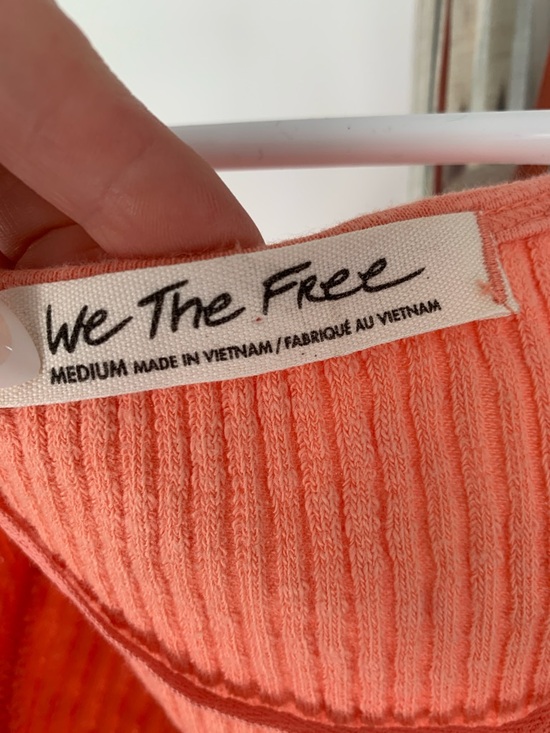 We The Free
MEDIUM MADE IN VIETNAM / FABRIQUÉ AU VIETNAM